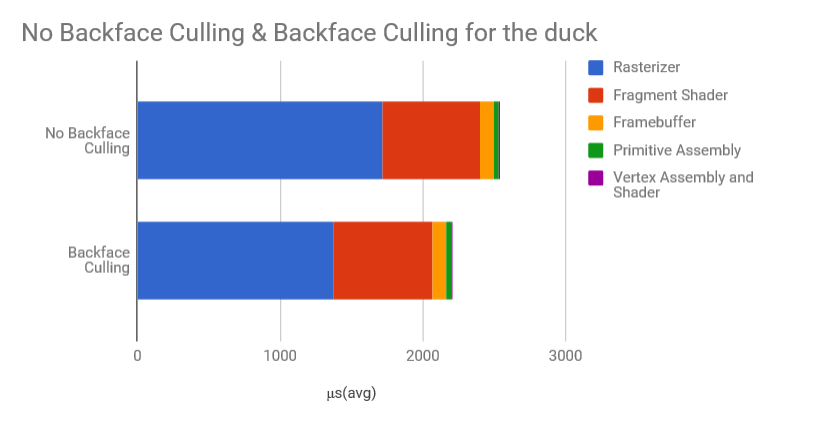 No Backface Culling & Backface Culling for the duck
Rasterizer
Fragment Shader
Framebuffer
Primitive Assembly
Vertex Assembly and
Shader
No Backface
Culling
Backface
Culling
0 1000 2000 3000
µs(avg)